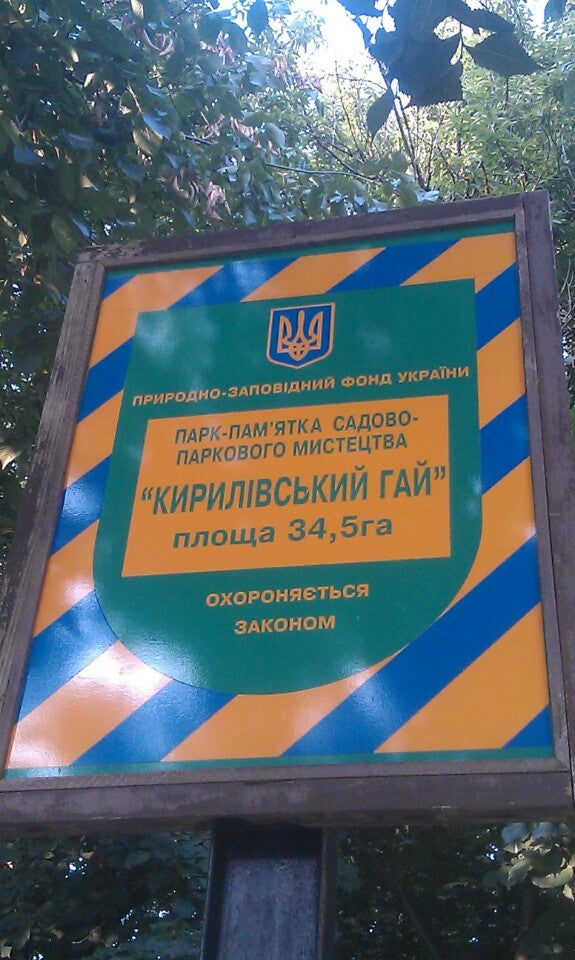 ПРИРОДНО-ЗАПОВІДНИЙ ФОНД УКРАЇНИ
ПАРК-ПАМ'ЯТКА САДОВО-
ПАРКОВОГО МИСТЕЦТВА
"КИРИЛІВСЬКИЙ ГАЙ"
площа 34,5га
ОХОРОНЯЄТЬСЯ
ЗАКОНОМ